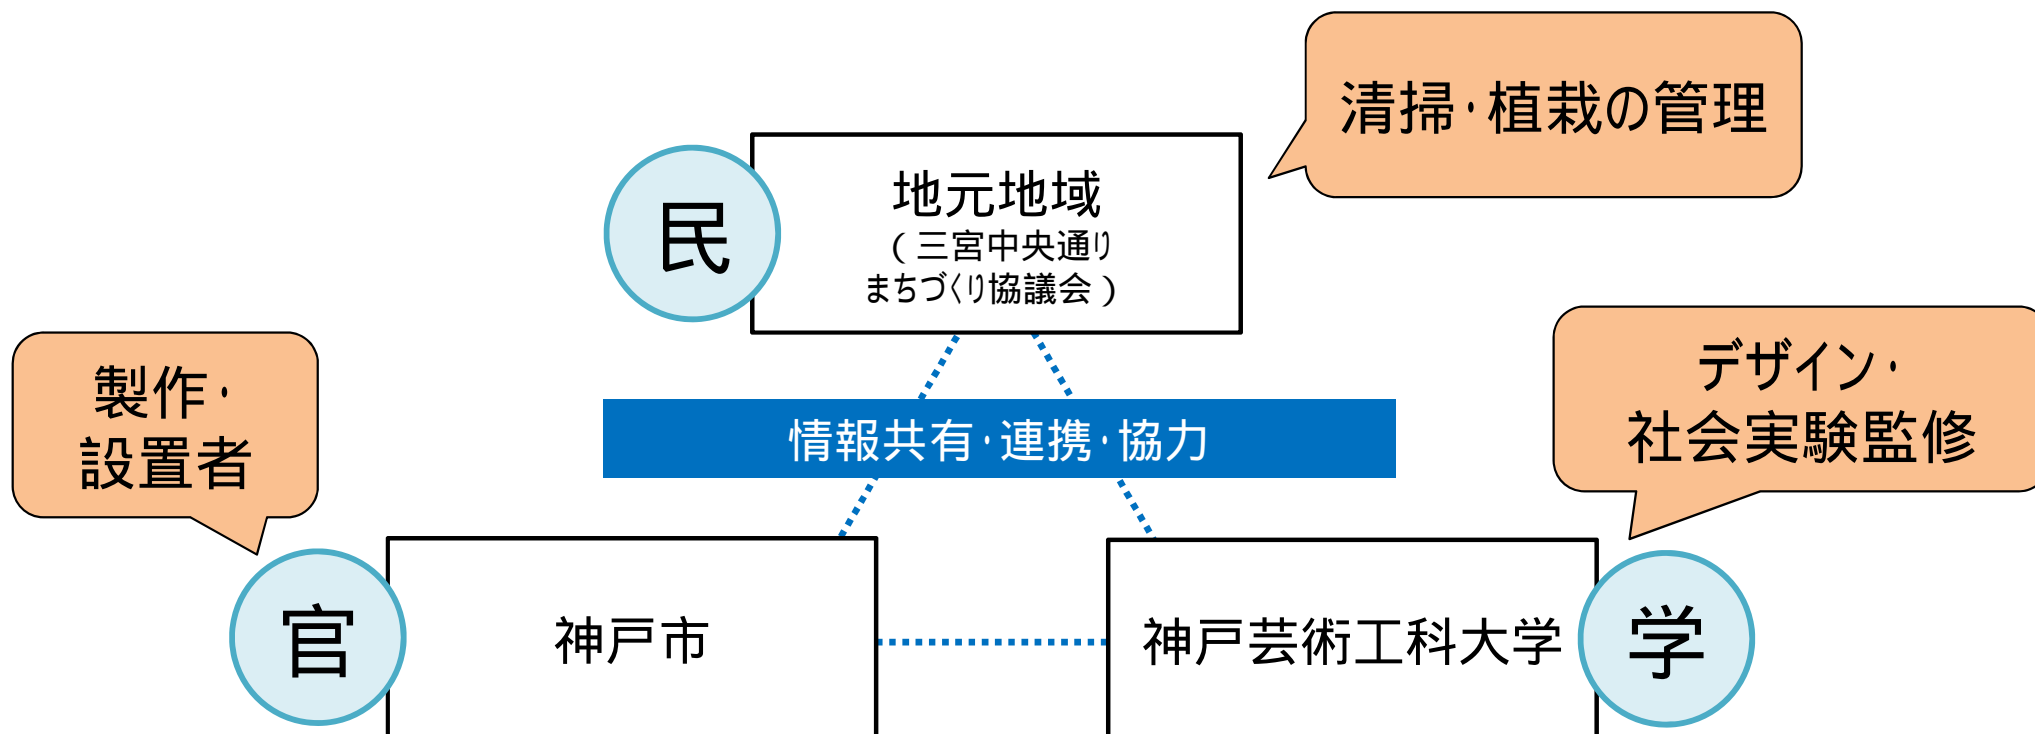 清掃・植栽の管理
民
地元地域
（三宮中央通り
まちづくり協議会）
製作・
設置者
デザイン・
社会実験監修
情報共有・連携・協力
官
神戸市
神戸芸術工科大学
学